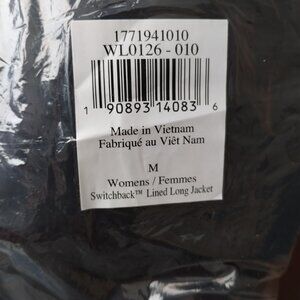 1771941010
WL0126 - 010
1 90893 14083 6
Made in Vietnam
Fabriqué au Viêt Nam
M
Womens / Femmes
Switchback™ Lined Long Jacket